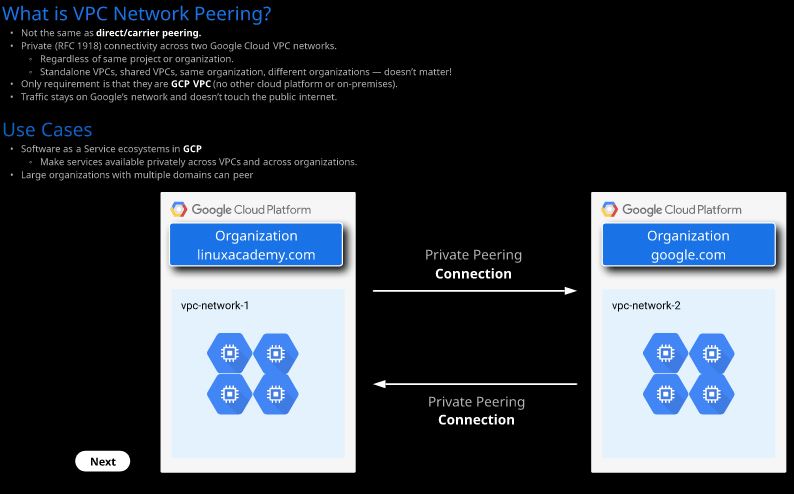 What is VPC Network Peering?
• Not the same as direct/carrier peering.
• Private (RFC 1918) connectivity across two Google Cloud VPC networks.
◦ Regardless of same project or organization.
◦ Standalone VPCs, shared VPCs, same organization, different organizations — doesn't matter!
• Only requirement is that they are GCP VPC (no other cloud platform or on-premises).
• Traffic stays on Google's network and doesn't touch the public internet.
Use Cases
• Software as a Service ecosystems in GCP
◦ Make services available privately across VPCs and across organizations.
• Large organizations with multiple domains can peer
Google Cloud Platform
Organization
linuxacademy.com
vpc-network-1
Private Peering
Connection
Private Peering
Connection
Google Cloud Platform
Organization
google.com
vpc-network-2
Next